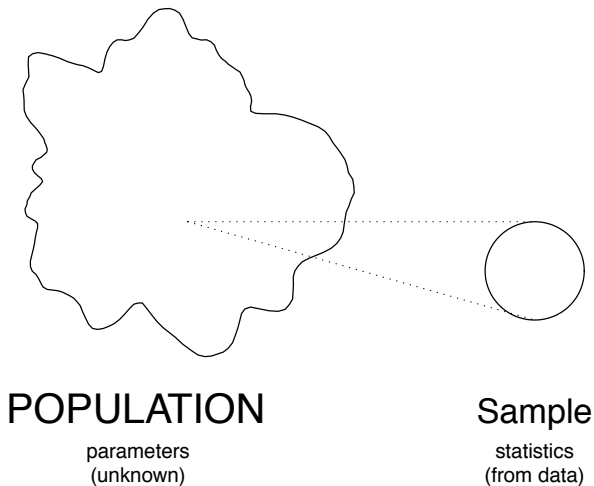 POPULATION
parameters
(unknown)
Sample
statistics
(from data)